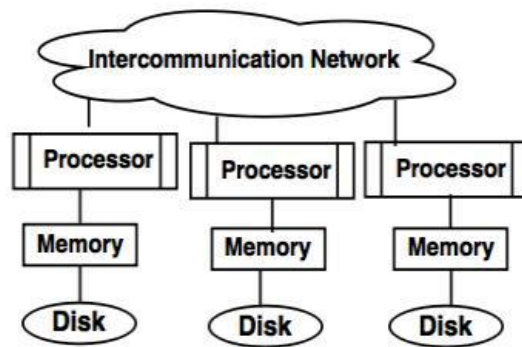 Intercommunication Network
Processor
Processor
Processor
Memory
Memory
Memory
Disk
Disk
Disk